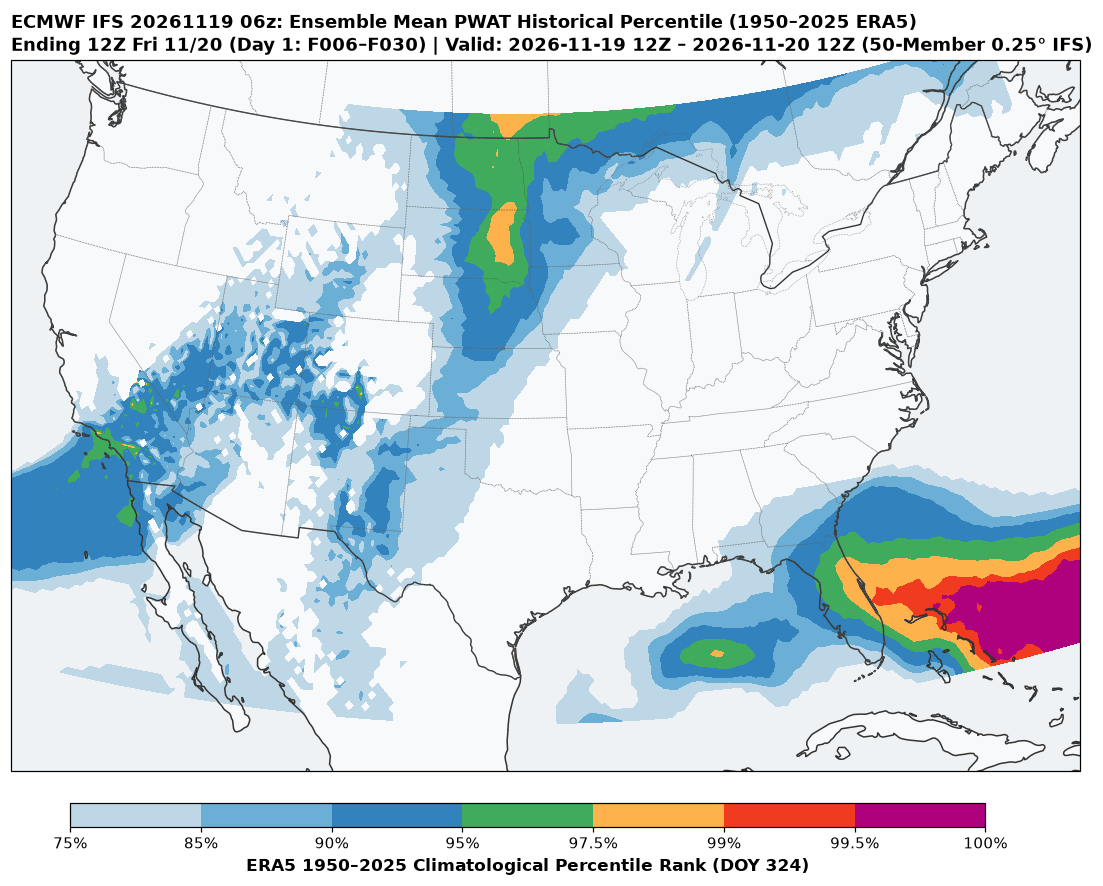 ECMWF IFS 20261119 06z: Ensemble Mean PWAT Historical Percentile (1950–2025 ERA5)
Ending 12Z Fri 11/20 (Day 1: F006–F030) | Valid: 2026-11-19 12Z – 2026-11-20 12Z (50-Member 0.25° IFS)
75% 85% 90% 95% 97.5% 99% 99.5% 100%
ERA5 1950–2025 Climatological Percentile Rank (DOY 324)